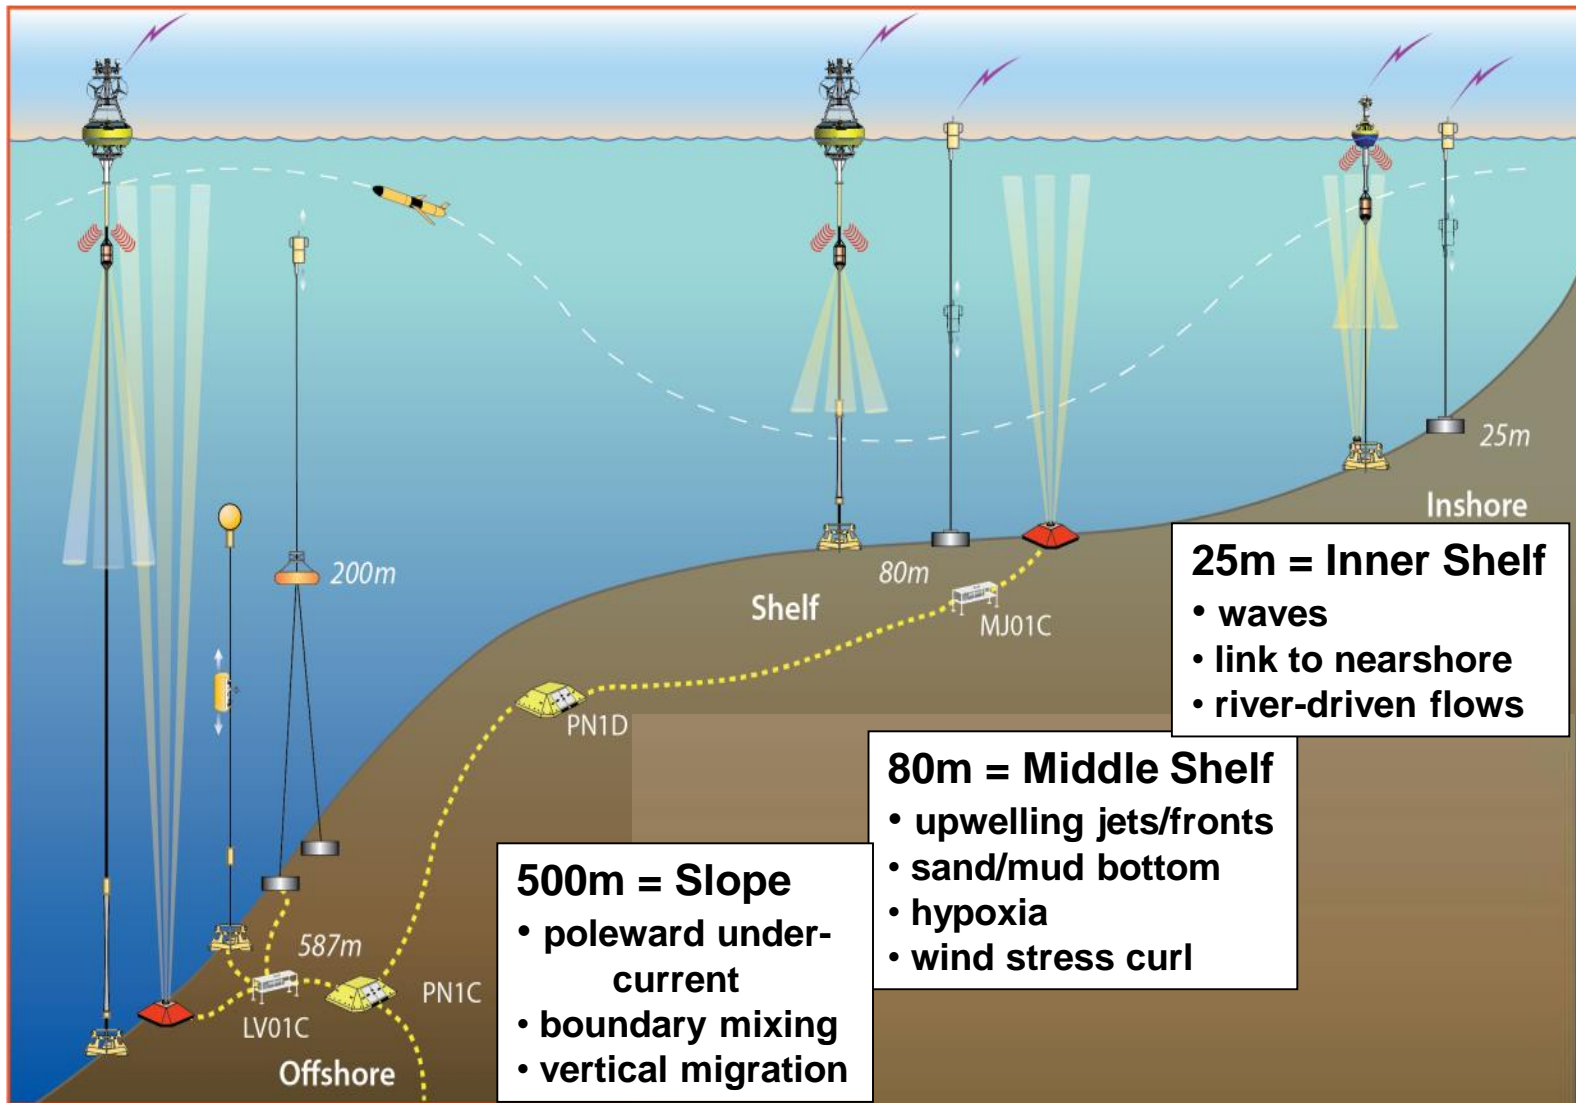 200m
80m
25m
Inshore
Shelf
MJ01C
PN1D
587m
PN1C
LV01C
Offshore
25m = Inner Shelf
• waves
• link to nearshore
• river-driven flows
80m = Middle Shelf
• upwelling jets/fronts
• sand/mud bottom
• hypoxia
• wind stress curl
500m = Slope
• poleward under-
current
• boundary mixing
• vertical migration